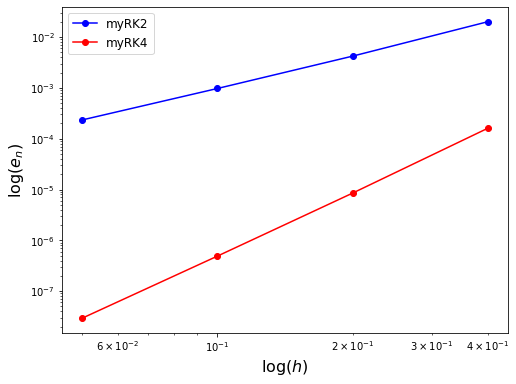 myRK2
myRK4
10⁻²
10⁻³
10⁻⁴
10⁻⁵
10⁻⁶
10⁻⁷
log(eₙ)
6 × 10⁻²
10⁻¹
2 × 10⁻¹
3 × 10⁻¹
4 × 10⁻¹
log(h)